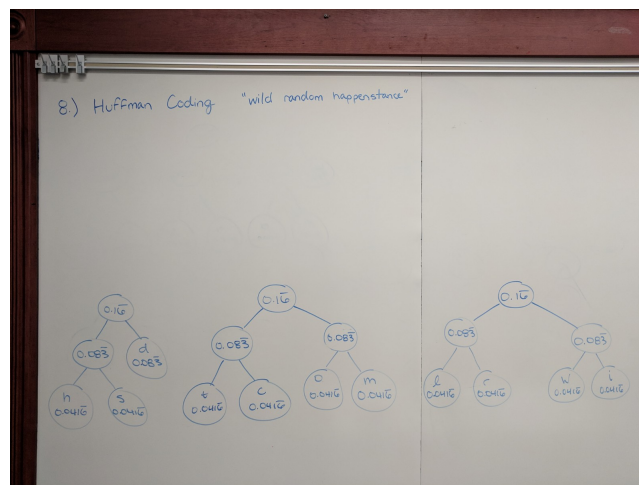 8.) Huffman Coding "wild random happenstance"
0.16̅ 0.16̅ 0.16̅
0.083̅ d 0.083̅ 0.083̅ 0.083̅ 0.083̅ 0.083̅
h s t c o m l r w i
0.0416̅ 0.0416̅ 0.0416̅ 0.0416̅ 0.0416̅ 0.0416̅ 0.0416̅ 0.0416̅ 0.0416̅ 0.0416̅